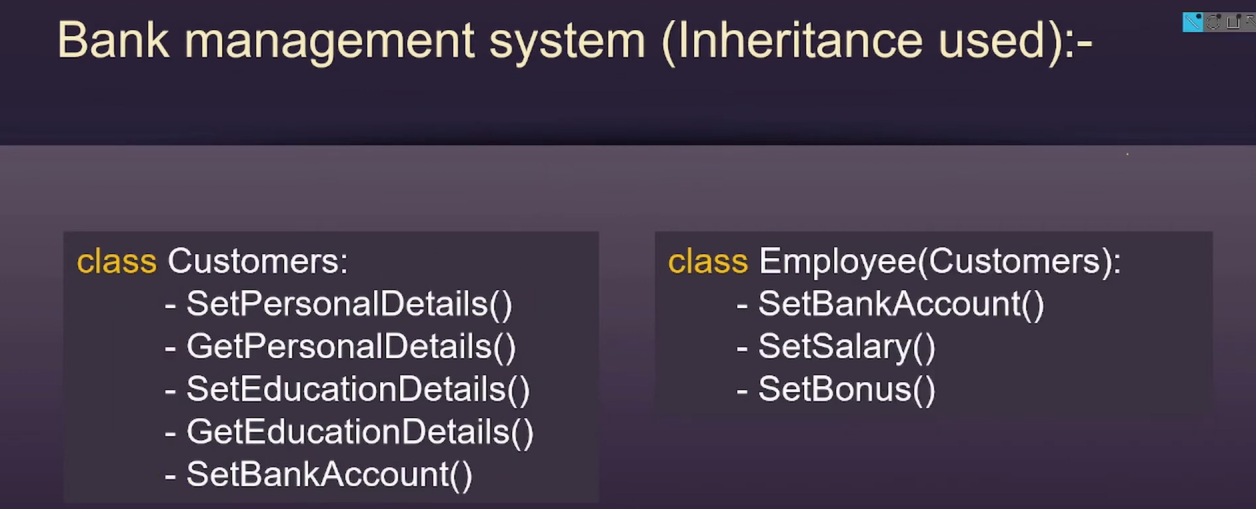 Bank management system (Inheritance used):-
class Customers:
- SetPersonalDetails()
- GetPersonalDetails()
- SetEducationDetails()
- GetEducationDetails()
- SetBankAccount()
class Employee(Customers):
- SetBankAccount()
- SetSalary()
- SetBonus()